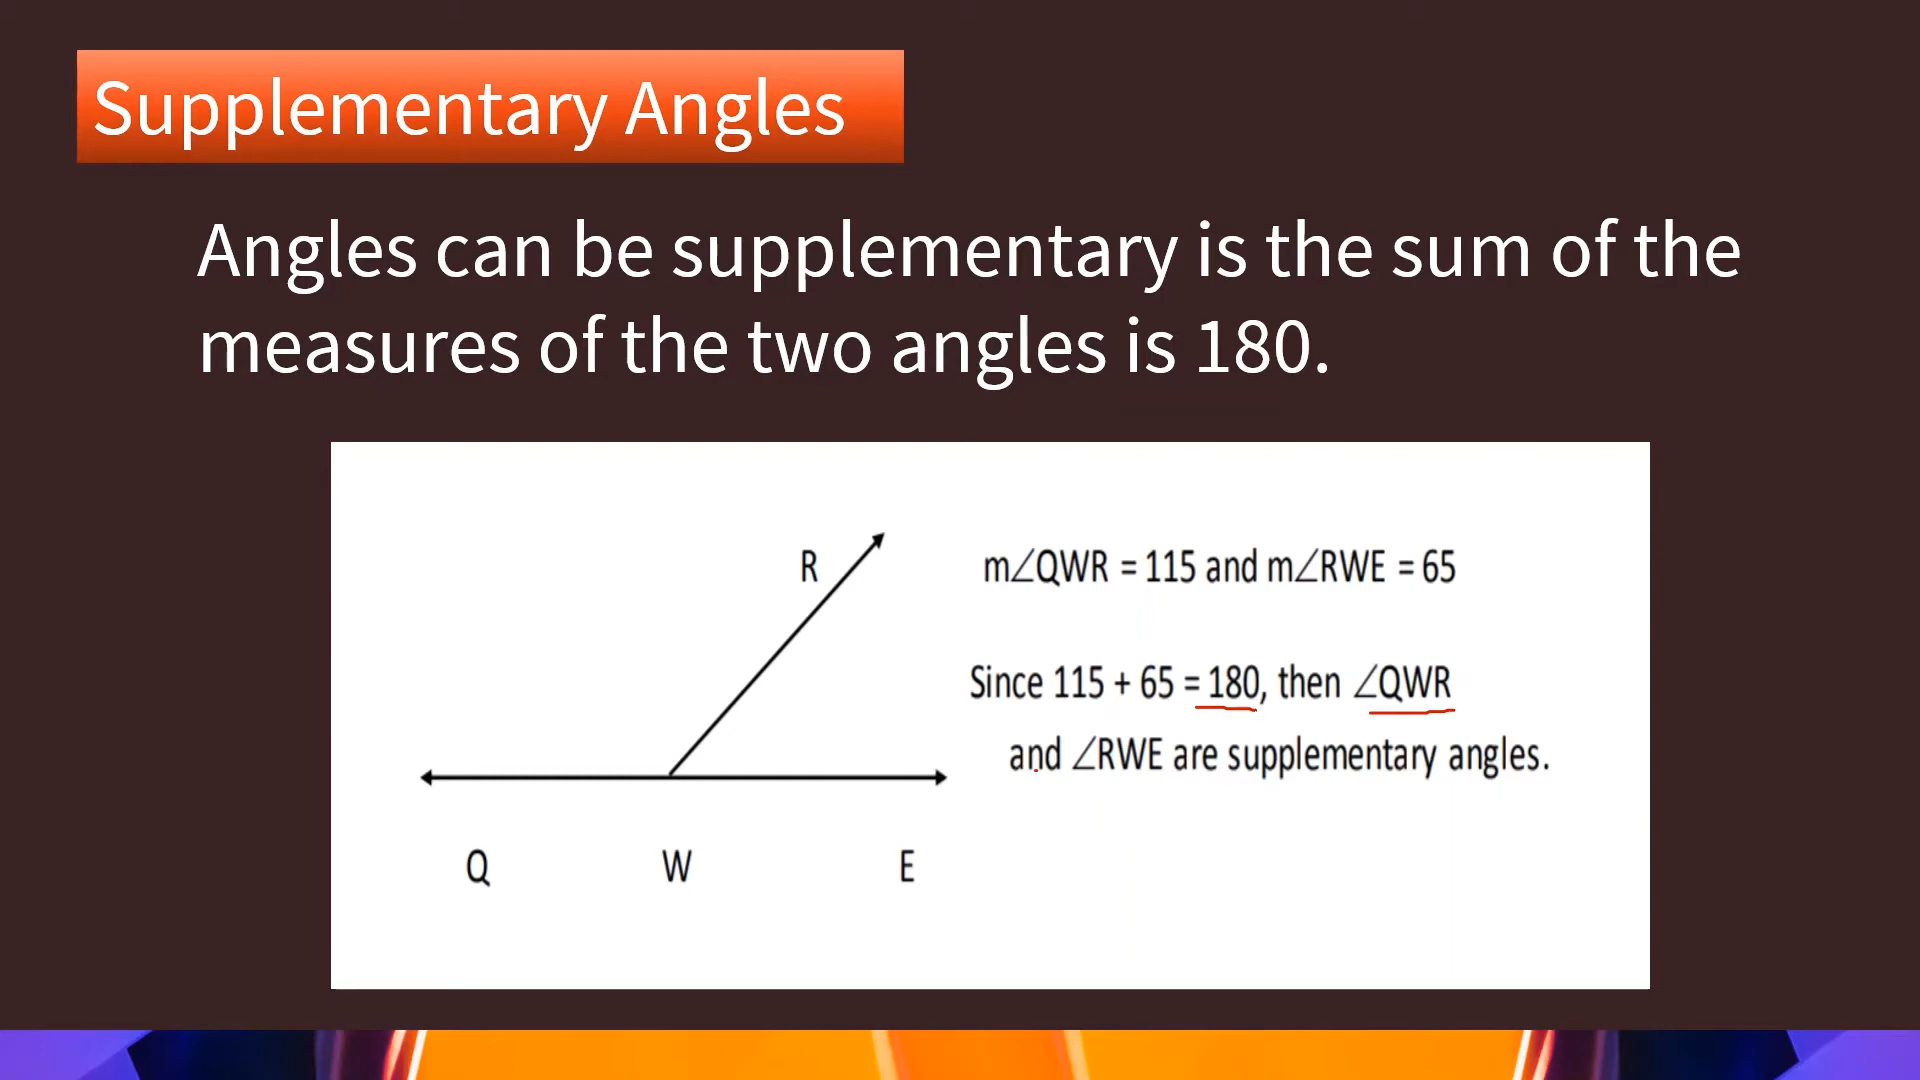 Supplementary Angles
Angles can be supplementary is the sum of the
measures of the two angles is 180.
R
m∠QWR = 115 and m∠RWE = 65
Since 115 + 65 = 180, then ∠QWR
and ∠RWE are supplementary angles.
Q W E